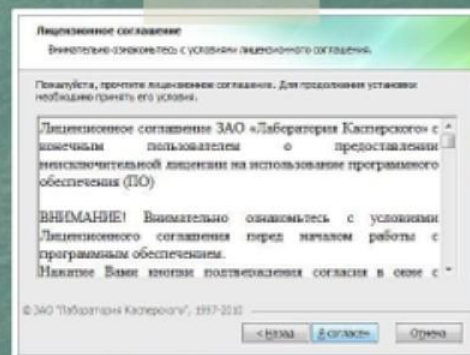 Лицензионное соглашение
Внимательно ознакомьтесь с условиями лицензионного соглашения.
Пожалуйста, прочтите лицензионное соглашение. Для продолжения установки
необходимо принять его условия.
Лицензионное соглашение ЗАО «Лаборатория Касперского» с
конечным пользователем о предоставлении
неисключительной лицензии на использование программного
обеспечения (ПО)
ВНИМАНИЕ! Внимательно ознакомьтесь с условиями
Лицензионного соглашения перед началом работы с
программным обеспечением.
Нажатие Вами кнопки подтверждения согласия в окне с
© ЗАО "Лаборатория Касперского", 1997-2010
< Назад Я согласен Отмена